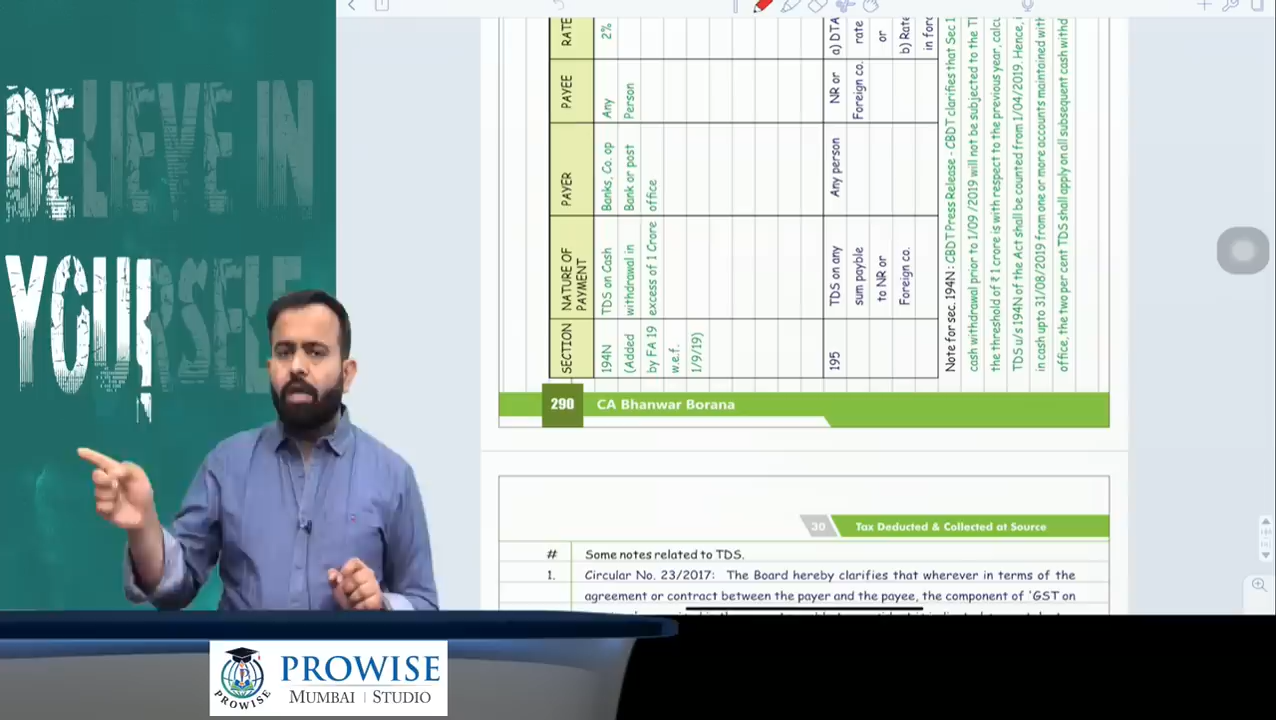 BELIEVE IN
YOURSELF
SECTION
NATURE OF
PAYMENT
PAYER
PAYEE
RATE
194N
(Added
by FA 19
w.e.f.
1/9/19)
TDS on Cash
withdrawal in
excess of 1 Crore
Banks, Co. op
Bank or post
office
Any
Person
2%
195
TDS on any
sum payble
to NR or
Foreign co.
Any person
NR or
Foreign co.
a) DTA
rate
or
b) Rate
in forc
Note for sec. 194N : CBDT Press Release - CBDT clarifies that Sec 1
cash withdrawal prior to 1/09 /2019 will not be subjected to the T
the threshold of ₹ 1 crore is with respect to the previous year, calc
TDS u/s 194N of the Act shall be counted from 1/04/2019. Hence,
in cash upto 31/08/2019 from one or more accounts maintained wit
office, the two per cent TDS shall apply on all subsequent cash withd
290 CA Bhanwar Borana
30 Tax Deducted & Collected at Source
# Some notes related to TDS.
1. Circular No. 23/2017: The Board hereby clarifies that wherever in terms of the
agreement or contract between the payer and the payee, the component of 'GST on
PROWISE
PROWISE
MUMBAI | STUDIO